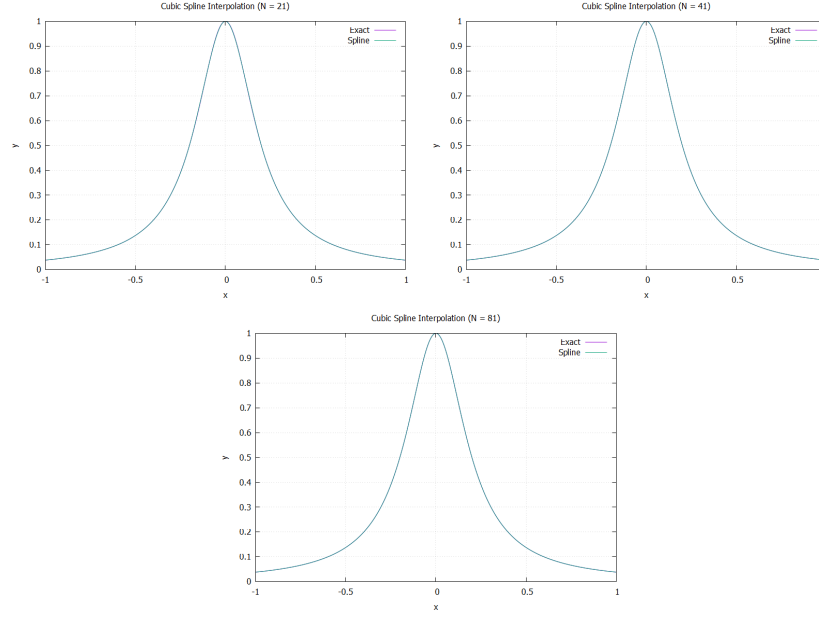 Cubic Spline Interpolation (N = 21)
Exact
Spline
1
0.9
0.8
0.7
0.6
0.5
0.4
0.3
0.2
0.1
0
y
-1 -0.5 0 0.5 1
x
Cubic Spline Interpolation (N = 41)
Exact
Spline
1
0.9
0.8
0.7
0.6
0.5
0.4
0.3
0.2
0.1
0
y
-1 -0.5 0 0.5
x
Cubic Spline Interpolation (N = 81)
Exact
Spline
1
0.9
0.8
0.7
0.6
0.5
0.4
0.3
0.2
0.1
0
y
-1 -0.5 0 0.5 1
x